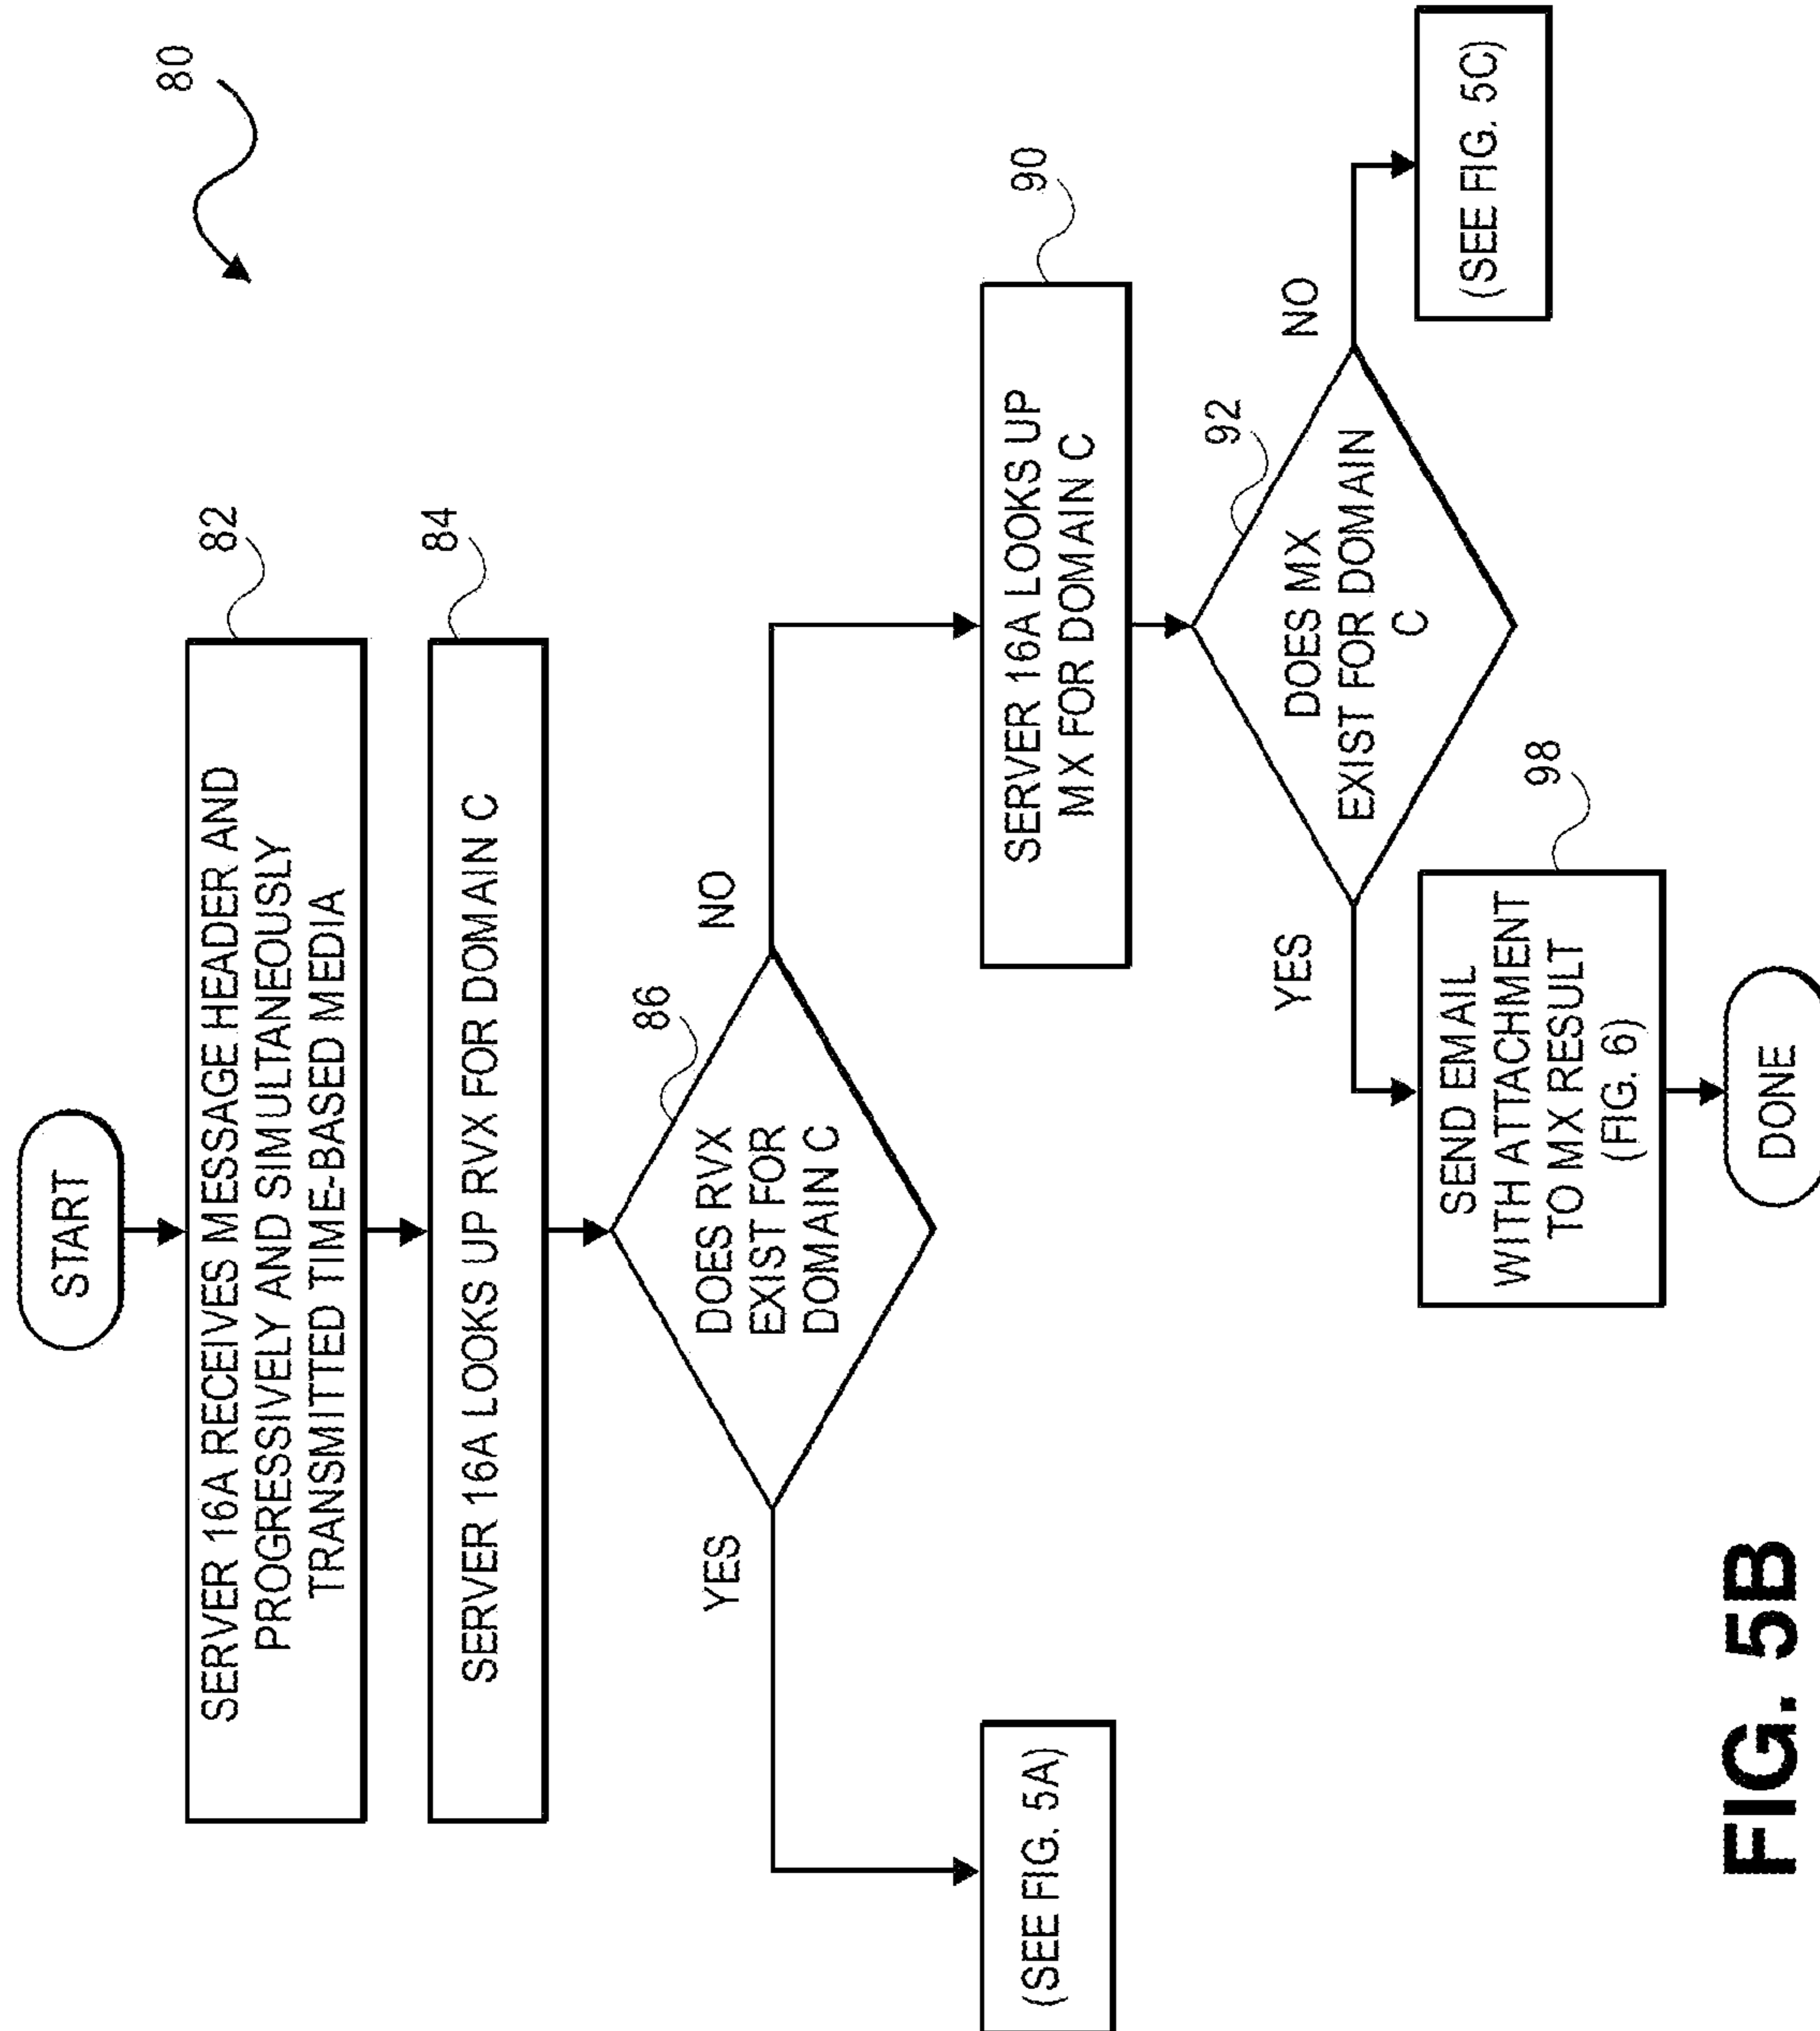 80
START
82
SERVER 16A RECEIVES MESSAGE HEADER AND
PROGRESSIVELY AND SIMULTANEOUSLY
TRANSMITTED TIME-BASED MEDIA
84
SERVER 16A LOOKS UP RVX FOR DOMAIN C
86
DOES RVX
EXIST FOR
DOMAIN C
YES
NO
(SEE FIG. 5A)
90
SERVER 16A LOOKS UP
MX FOR DOMAIN C
92
DOES MX
EXIST FOR DOMAIN
C
YES
NO
98
SEND EMAIL
WITH ATTACHMENT
TO MX RESULT
(FIG. 6)
(SEE FIG. 5C)
DONE
FIG. 5B